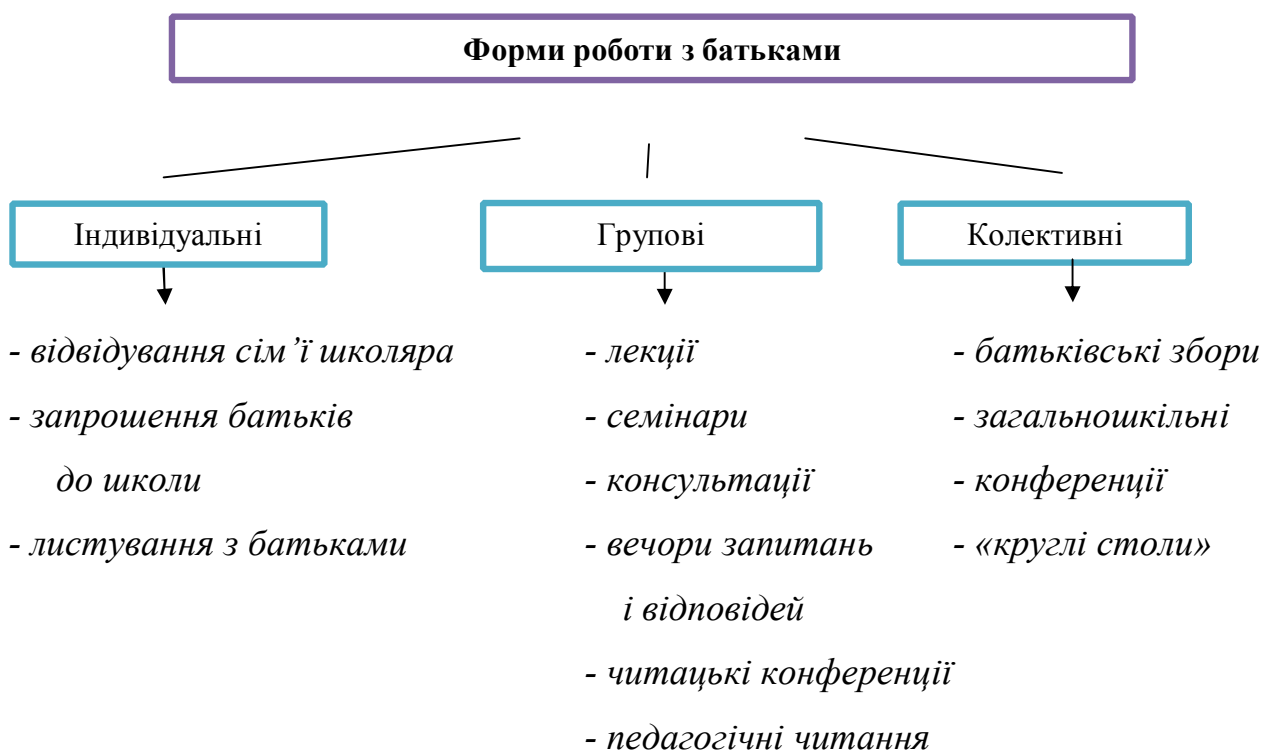 Форми роботи з батьками
Індивідуальні
Групові
Колективні
- відвідування сім’ї школяра
- запрошення батьків
до школи
- листування з батьками
- лекції
- семінари
- консультації
- вечори запитань
і відповідей
- читацькі конференції
- педагогічні читання
- батьківські збори
- загальношкільні
- конференції
- «круглі столи»